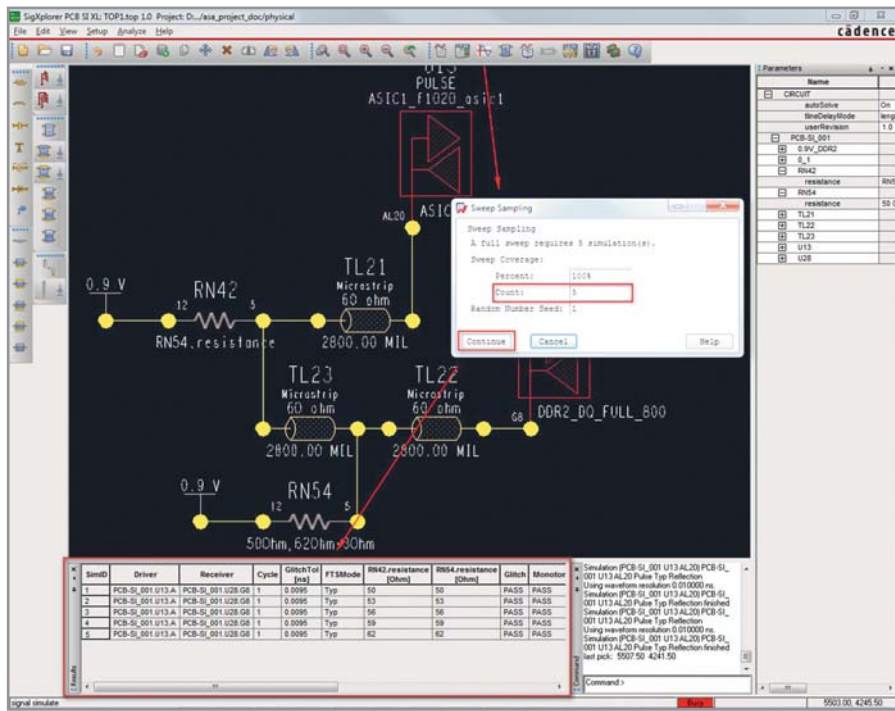 SigXplorer PCB SI XL: TOP1.top 1.0 Project: D:.../asa_project_doc/physical
File Edit View Setup Analyze Help
cādence
PULSE
ASIC1_f1020_asic1
AL20
TL21
Microstrip
60 ohm
2800.00 MIL
0.9 V
RN42
12
5
RN54.resistance
TL23
Microstrip
60 ohm
2800.00 MIL
TL22
Microstrip
60 ohm
2800.00 MIL
G8
DDR2_DQ_FULL_800
0.9 V
RN54
12
5
Sweep Sampling
Sweep Sampling
A full sweep requires 5 simulation(s).
Sweep Coverage:
Percent: 100%
Count: 5
Random Number Seed: 1
Continue Cancel Help
Parameters
Name
CIRCUIT
autoSolve On
tlineDelayMode leng
userRevision 1.0
PCB-SI_001
0.9V_DDR2
0_1
RN42
resistance RN5
RN54
resistance 50 O
TL21
TL22
TL23
U13
U28
SimID Driver Receiver Cycle GlitchTol [ns] FTSMode RN42.resistance [Ohm] RN54.resistance [Ohm] Glitch Monotor
1 PCB-SI_001.U13.A PCB-SI_001.U28.G8 1 0.0095 Typ 50 50 PASS PASS
2 PCB-SI_001.U13.A PCB-SI_001.U28.G8 1 0.0095 Typ 53 53 PASS PASS
3 PCB-SI_001.U13.A PCB-SI_001.U28.G8 1 0.0095 Typ 56 56 PASS PASS
4 PCB-SI_001.U13.A PCB-SI_001.U28.G8 1 0.0095 Typ 59 59 PASS PASS
5 PCB-SI_001.U13.A PCB-SI_001.U28.G8 1 0.0095 Typ 62 62 PASS PASS
Results
Simulation (PCB-SI_001 U13 AL20) PCB-SI_
001 U13 AL20 Pulse Typ Reflection
Using waveform resolution 0.010000 ns.
Simulation (PCB-SI_001 U13 AL20) PCB-SI_
001 U13 AL20 Pulse Typ Reflection finished
Simulation (PCB-SI_001 U13 AL20) PCB-SI_
001 U13 AL20 Pulse Typ Reflection
Using waveform resolution 0.010000 ns.
Simulation (PCB-SI_001 U13 AL20) PCB-SI_
001 U13 AL20 Pulse Typ Reflection finished
last pick: 5507.50 4241.50
Command
Command >
signal simulate
5503.00, 4245.50